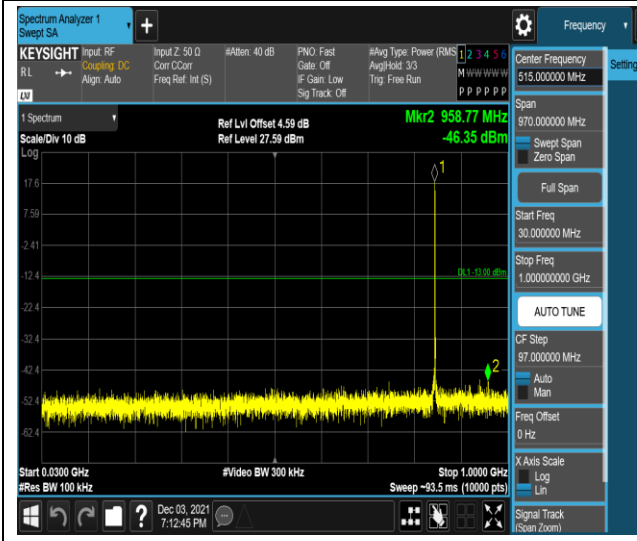 Spectrum Analyzer 1
Swept SA
Frequency
KEYSIGHT
RL
LXI
Input: RF
Coupling: DC
Align: Auto
Input Z: 50 Ω
Corr CCorr
Freq Ref: Int (S)
#Atten: 40 dB
PNO: Fast
Gate: Off
IF Gain: Low
Sig Track: Off
#Avg Type: Power (RMS
Avg|Hold: 3/3
Trig: Free Run
1 2 3 4 5 6
M W W W W W
P P P P P P
1 Spectrum
Scale/Div 10 dB
Log
Ref Lvl Offset 4.59 dB
Ref Level 27.59 dBm
Mkr2 958.77 MHz
-46.35 dBm
1
17.6
7.59
-2.41
-12.4
DL1 -13.00 dBm
-22.4
-32.4
-42.4
2
-52.4
-62.4
Start 0.0300 GHz
#Res BW 100 kHz
#Video BW 300 kHz
Stop 1.0000 GHz
Sweep ~93.5 ms (10000 pts)
Center Frequency
515.000000 MHz
Settings
Span
970.000000 MHz
Swept Span
Zero Span
Full Span
Start Freq
30.000000 MHz
Stop Freq
1.000000000 GHz
AUTO TUNE
CF Step
97.000000 MHz
Auto
Man
Freq Offset
0 Hz
X Axis Scale
Log
Lin
Signal Track
(Span Zoom)
?
Dec 03, 2021
7:12:45 PM